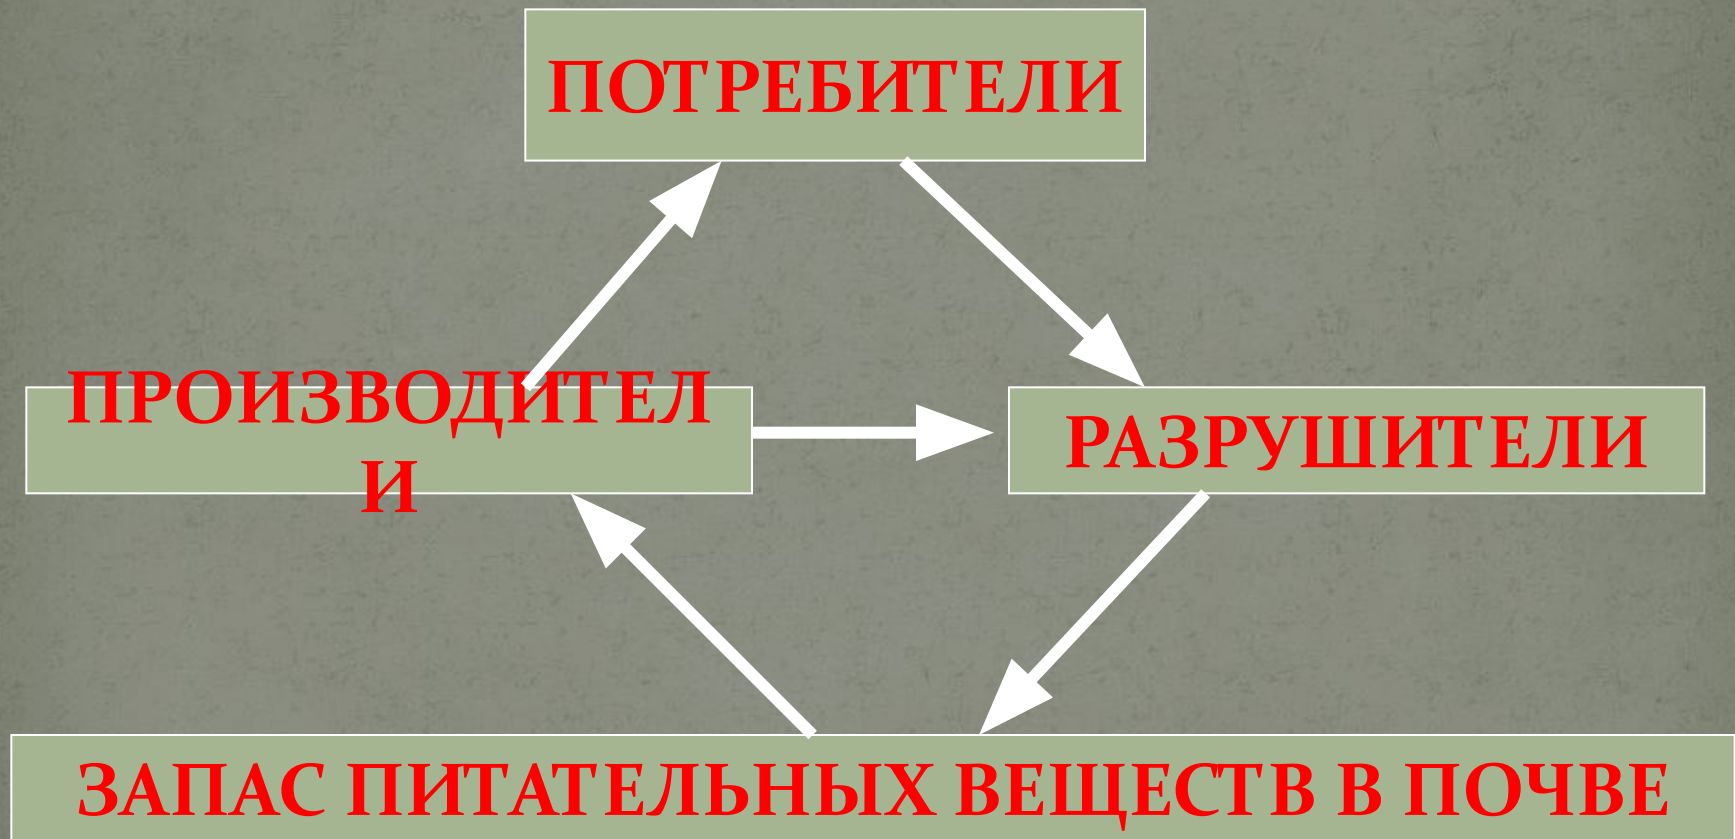 ПОТРЕБИТЕЛИ
ПРОИЗВОДИТЕЛ
И
РАЗРУШИТЕЛИ
ЗАПАС ПИТАТЕЛЬНЫХ ВЕЩЕСТВ В ПОЧВЕ